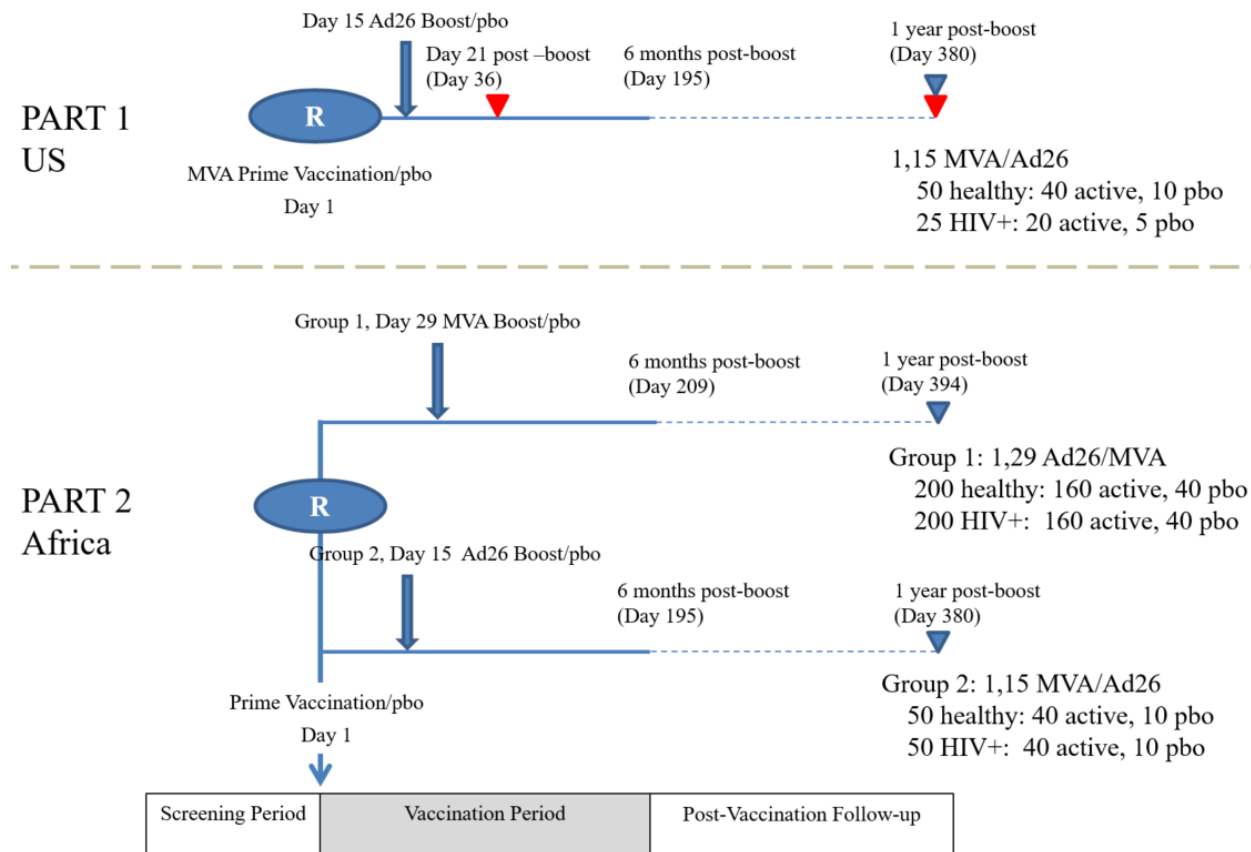 Day 15 Ad26 Boost/pbo
Day 21 post –boost
(Day 36)
6 months post-boost
(Day 195)
1 year post-boost
(Day 380)
PART 1
US
R
MVA Prime Vaccination/pbo
Day 1
1,15 MVA/Ad26
50 healthy: 40 active, 10 pbo
25 HIV+: 20 active, 5 pbo
Group 1, Day 29 MVA Boost/pbo
6 months post-boost
(Day 209)
1 year post-boost
(Day 394)
Group 1: 1,29 Ad26/MVA
200 healthy: 160 active, 40 pbo
200 HIV+: 160 active, 40 pbo
PART 2
Africa
R
Group 2, Day 15 Ad26 Boost/pbo
6 months post-boost
(Day 195)
1 year post-boost
(Day 380)
Group 2: 1,15 MVA/Ad26
50 healthy: 40 active, 10 pbo
50 HIV+: 40 active, 10 pbo
Prime Vaccination/pbo
Day 1
Screening Period
Vaccination Period
Post-Vaccination Follow-up